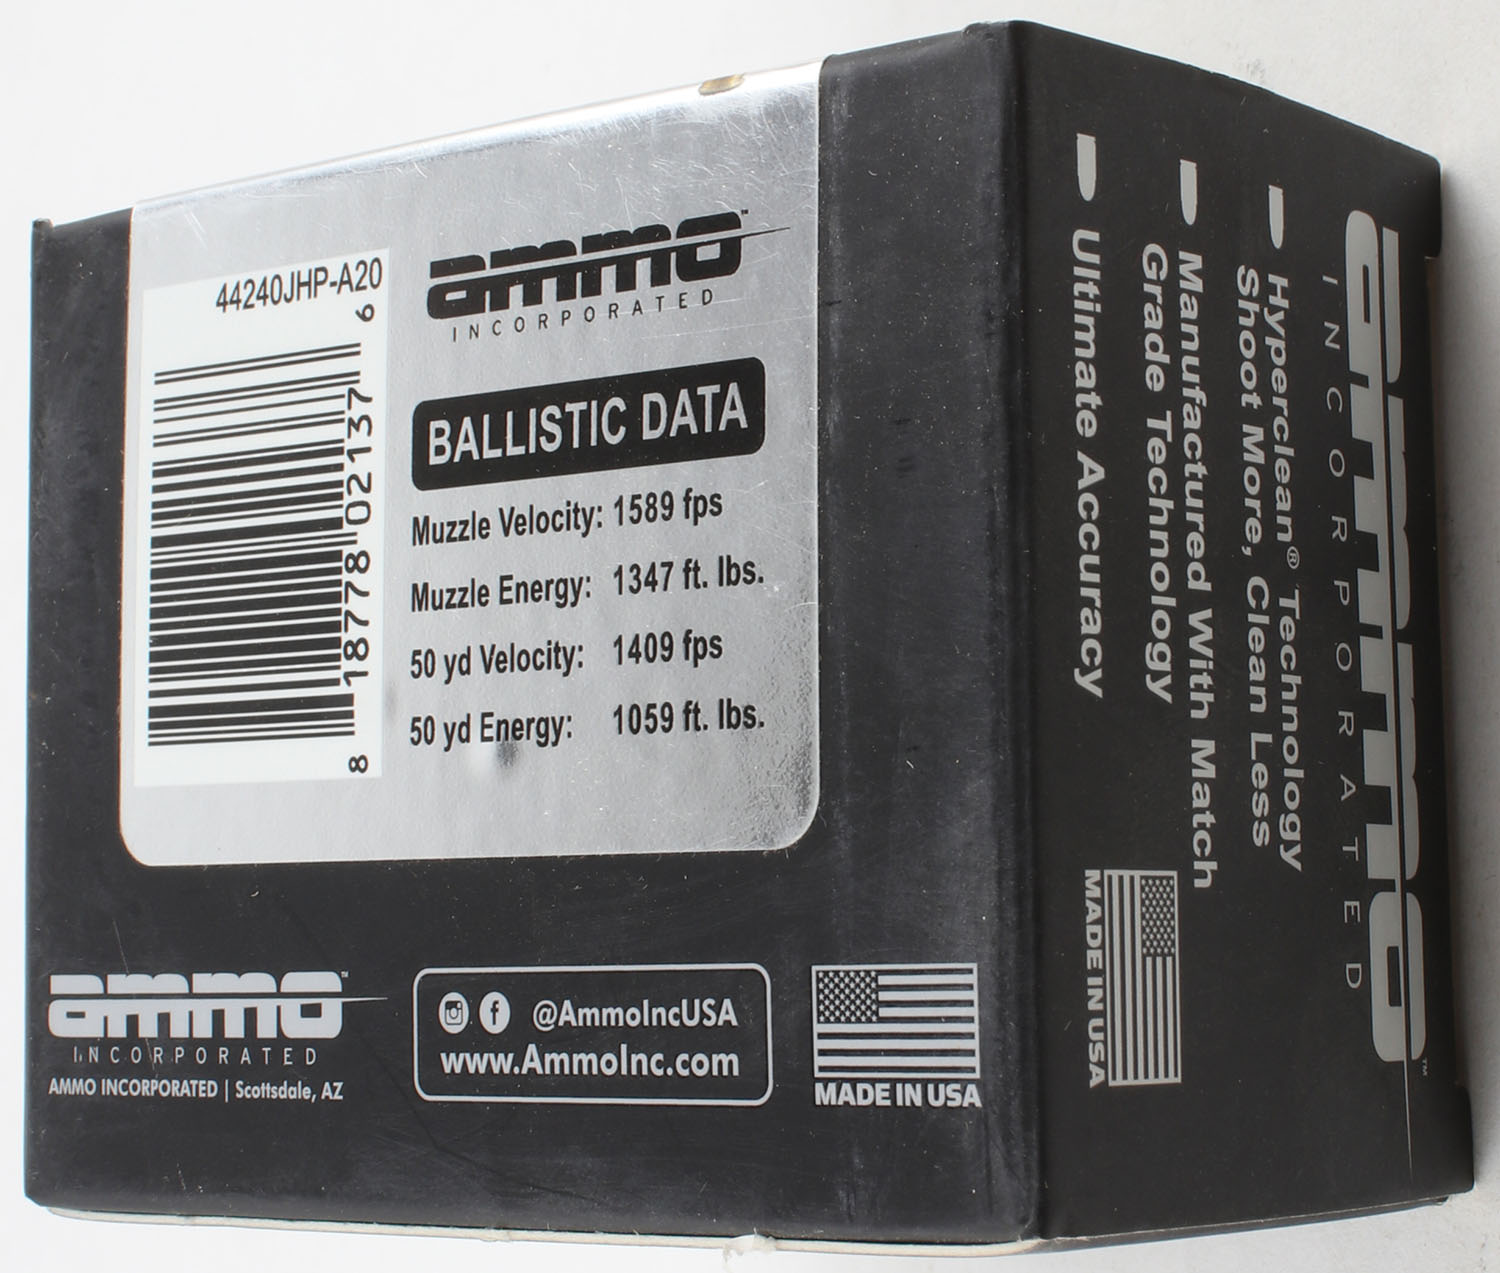 44240JHP-A20
8 18778 02137 6
ammo™
INCORPORATED
BALLISTIC DATA
Muzzle Velocity: 1589 fps
Muzzle Energy: 1347 ft. lbs.
50 yd Velocity: 1409 fps
50 yd Energy: 1059 ft. lbs.
ammo™
INCORPORATED
AMMO INCORPORATED | Scottsdale, AZ
@AmmoIncUSA
www.AmmoInc.com
MADE IN USA
ammo™
INCORPORATED
Hyperclean® Technology
Shoot More, Clean Less
Manufactured With Match
Grade Technology
Ultimate Accuracy
MADE IN USA